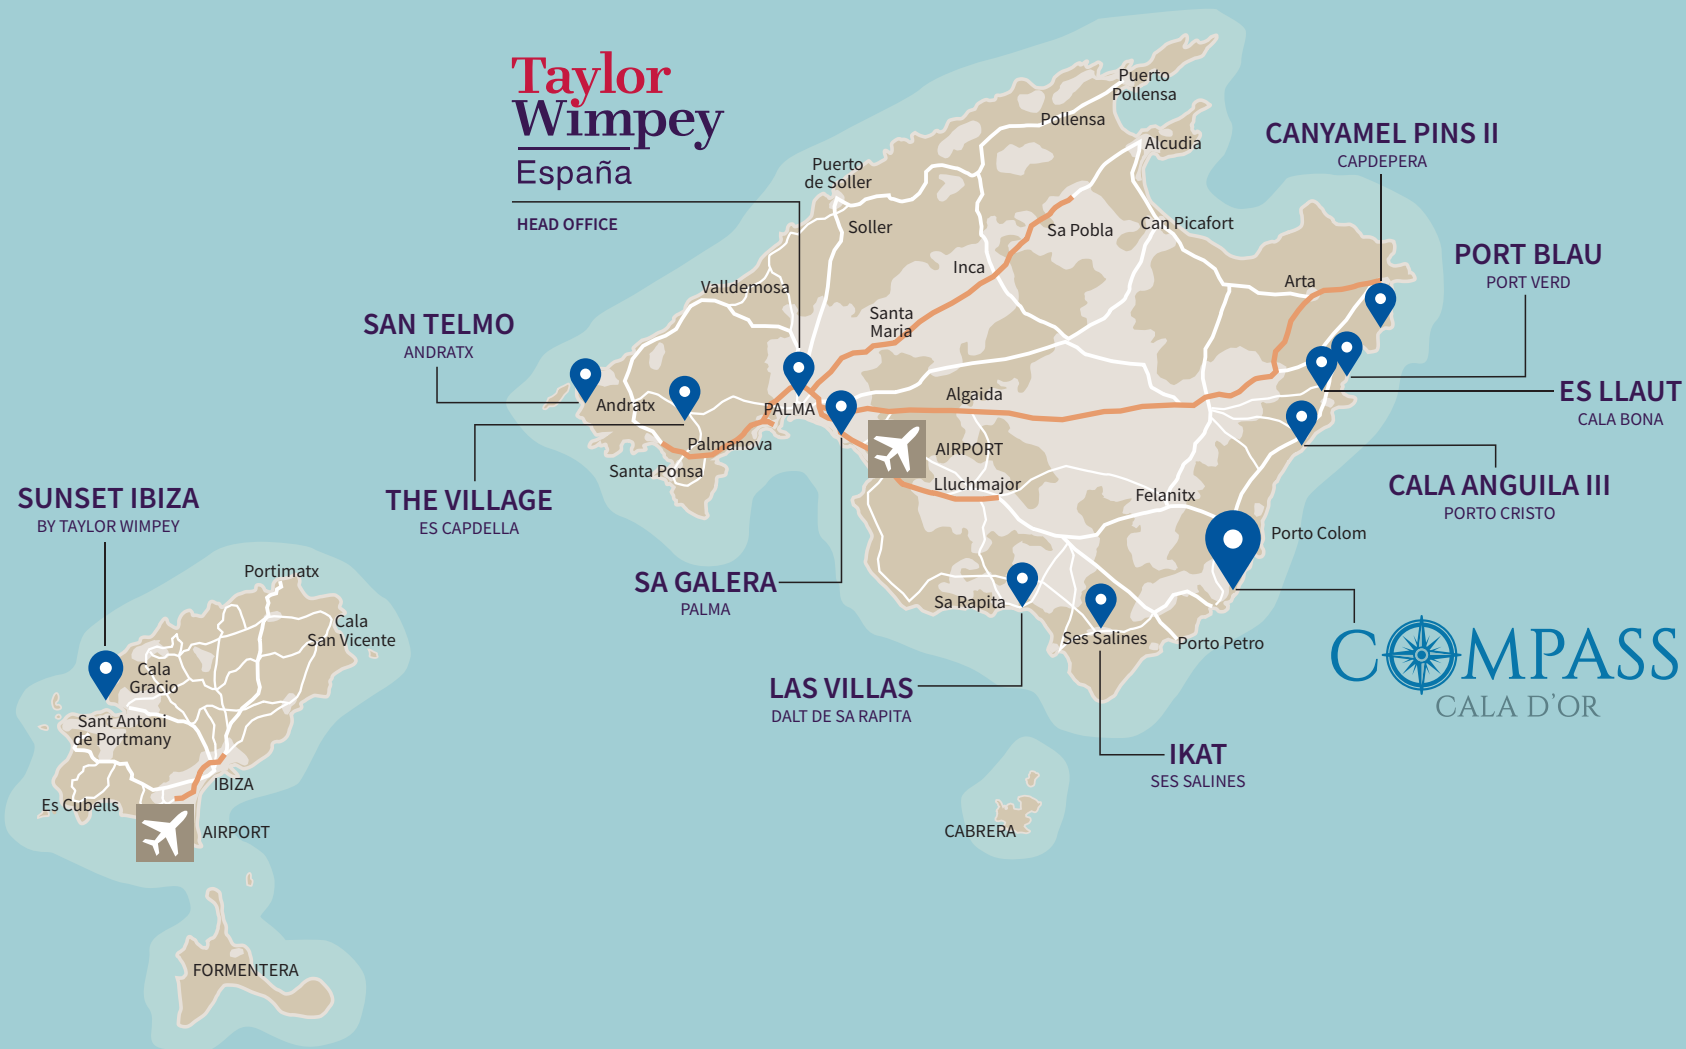 Taylor
Wimpey
España
HEAD OFFICE
Puerto
Pollensa
Pollensa
Alcudia
CANYAMEL PINS II
CAPDEPERA
Puerto
de Soller
Soller
Sa Pobla
Can Picafort
PORT BLAU
PORT VERD
Inca
Arta
Valldemosa
Santa
Maria
SAN TELMO
ANDRATX
Andratx
PALMA
Algaida
ES LLAUT
CALA BONA
Palmanova
AIRPORT
Santa Ponsa
Lluchmajor
Felanitx
CALA ANGUILA III
PORTO CRISTO
THE VILLAGE
ES CAPDELLA
SUNSET IBIZA
BY TAYLOR WIMPEY
Porto Colom
Portimatx
SA GALERA
PALMA
Sa Rapita
Ses Salines
Porto Petro
Cala
San Vicente
COMPASS
CALA D'OR
Cala
Gracio
LAS VILLAS
DALT DE SA RAPITA
Sant Antoni
de Portmany
IKAT
SES SALINES
IBIZA
Es Cubells
AIRPORT
CABRERA
FORMENTERA